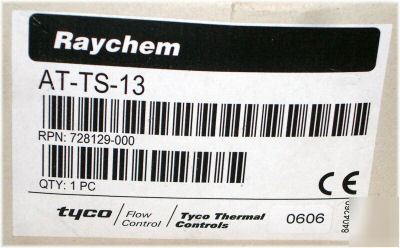 Raychem
AT-TS-13
RPN: 728129-000
QTY: 1 PC
CE
tyco / Flow Control / Tyco Thermal Controls
0606